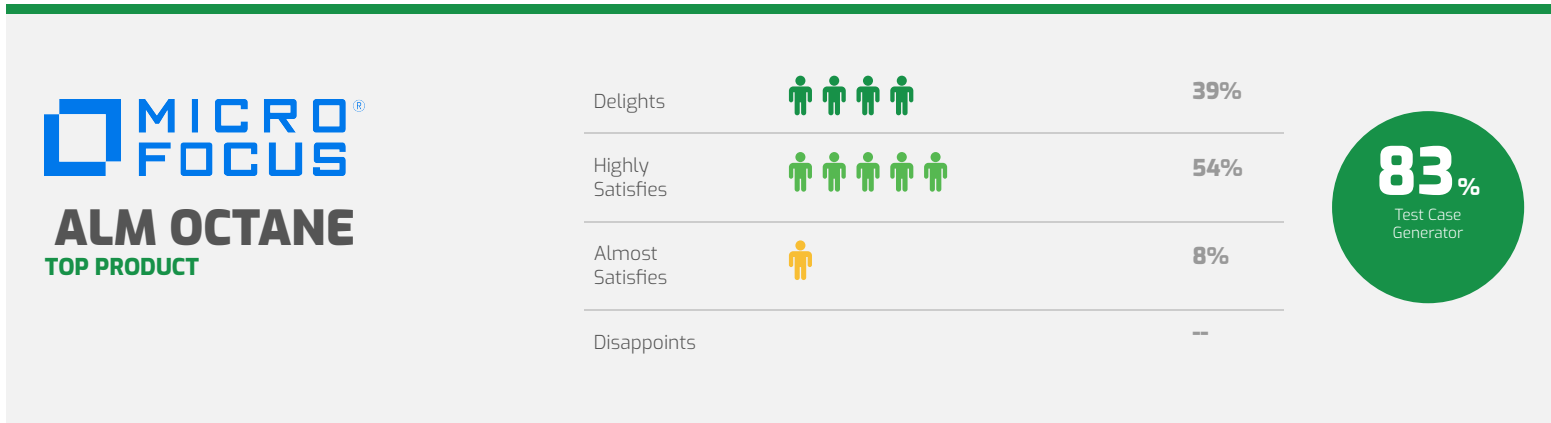 MICRO®
FOCUS
ALM OCTANE
TOP PRODUCT
Delights
39%
Highly
Satisfies
54%
Almost
Satisfies
8%
Disappoints
--
83%
Test Case
Generator